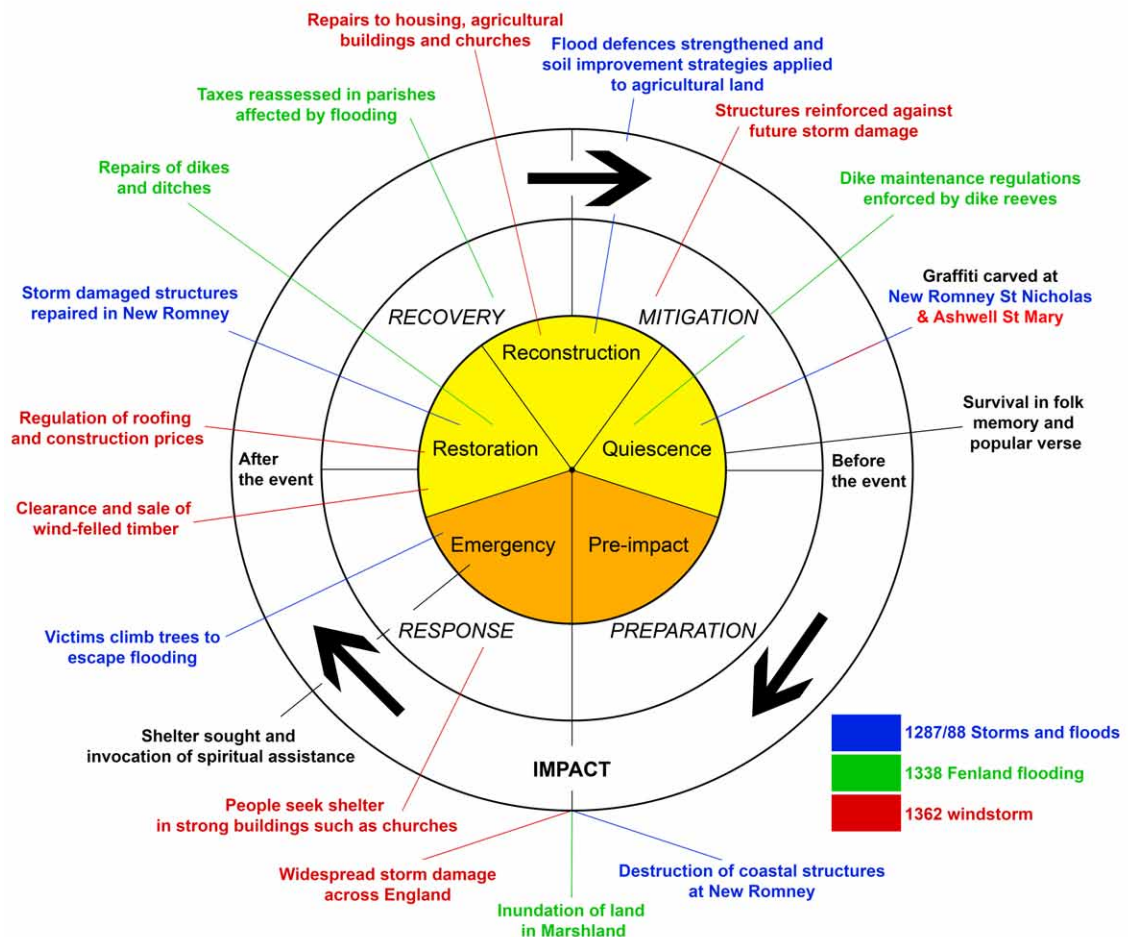 Repairs to housing, agricultural
buildings and churches
Flood defences strengthened and
soil improvement strategies applied
to agricultural land
Taxes reassessed in parishes
affected by flooding
Structures reinforced against
future storm damage
Repairs of dikes
and ditches
Dike maintenance regulations
enforced by dike reeves
Storm damaged structures
repaired in New Romney
Graffiti carved at
New Romney St Nicholas
& Ashwell St Mary
RECOVERY
MITIGATION
Reconstruction
Regulation of roofing
and construction prices
Survival in folk
memory and
popular verse
Restoration
Quiescence
After
the event
Before
the event
Clearance and sale of
wind-felled timber
Emergency
Pre-impact
Victims climb trees to
escape flooding
RESPONSE
PREPARATION
Shelter sought and
invocation of spiritual assistance
IMPACT
1287/88 Storms and floods
1338 Fenland flooding
1362 windstorm
People seek shelter
in strong buildings such as churches
Widespread storm damage
across England
Destruction of coastal structures
at New Romney
Inundation of land
in Marshland